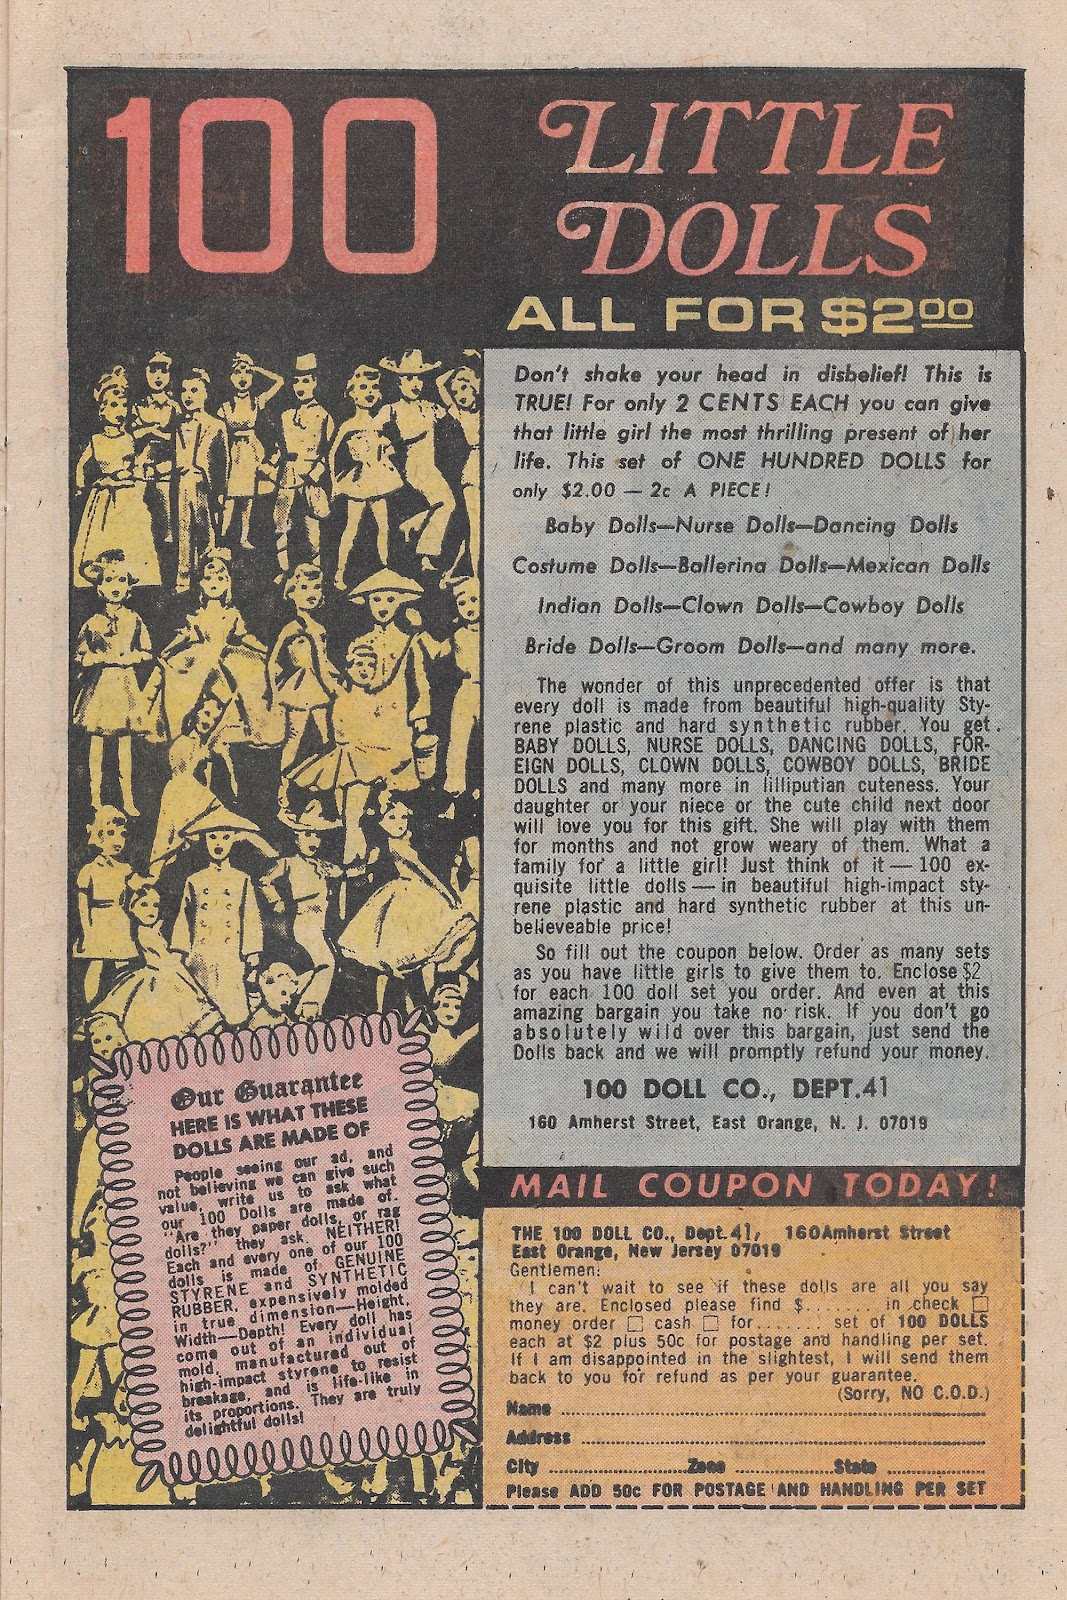 100
LITTLE
DOLLS
ALL FOR $2.00
Don't shake your head in disbelief! This is
TRUE! For only 2 CENTS EACH you can give
that little girl the most thrilling present of her
life. This set of ONE HUNDRED DOLLS for
only $2.00 — 2c A PIECE!
Baby Dolls—Nurse Dolls—Dancing Dolls
Costume Dolls—Ballerina Dolls—Mexican Dolls
Indian Dolls—Clown Dolls—Cowboy Dolls
Bride Dolls—Groom Dolls—and many more.
The wonder of this unprecedented offer is that
every doll is made from beautiful high-quality Sty-
rene plastic and hard synthetic rubber. You get
BABY DOLLS, NURSE DOLLS, DANCING DOLLS, FOR-
EIGN DOLLS, CLOWN DOLLS, COWBOY DOLLS, BRIDE
DOLLS and many more in lilliputian cuteness. Your
daughter or your niece or the cute child next door
will love you for this gift. She will play with them
for months and not grow weary of them. What a
family for a little girl! Just think of it — 100 ex-
quisite little dolls — in beautiful high-impact sty-
rene plastic and hard synthetic rubber at this un-
believeable price!
So fill out the coupon below. Order as many sets
as you have little girls to give them to. Enclose $2
for each 100 doll set you order. And even at this
amazing bargain you take no risk. If you don't go
absolutely wild over this bargain, just send the
Dolls back and we will promptly refund your money.
100 DOLL CO., DEPT. 41
160 Amherst Street, East Orange, N. J. 07019
Our Guarantee
HERE IS WHAT THESE
DOLLS ARE MADE OF
People seeing our ad, and
not believing we can give such
value, write us to ask what
our 100 Dolls are made of.
"Are they paper dolls, or rag
dolls?" they ask. NEITHER!
Each and every one of our 100
dolls is made of GENUINE
STYRENE and SYNTHETIC
RUBBER, expensively molded
in true dimension—Height,
Width—Depth! Every doll has
come out of an individual
mold, manufactured out of
high-impact styrene to resist
breakage, and is life-like in
its proportions. They are truly
delightful dolls!
MAIL COUPON TODAY!
THE 100 DOLL CO., Dept. 41, 160 Amherst Street
East Orange, New Jersey 07019
Gentlemen:
I can't wait to see if these dolls are all you say
they are. Enclosed please find $........ in check □
money order □ cash □ for....... set of 100 DOLLS
each at $2 plus 50c for postage and handling per set.
If I am disappointed in the slightest, I will send them
back to you for refund as per your guarantee.
(Sorry, NO C.O.D.)
Name ........................................
Address ........................................
City ....................Zone ..............State ..............
Please ADD 50c FOR POSTAGE AND HANDLING PER SET